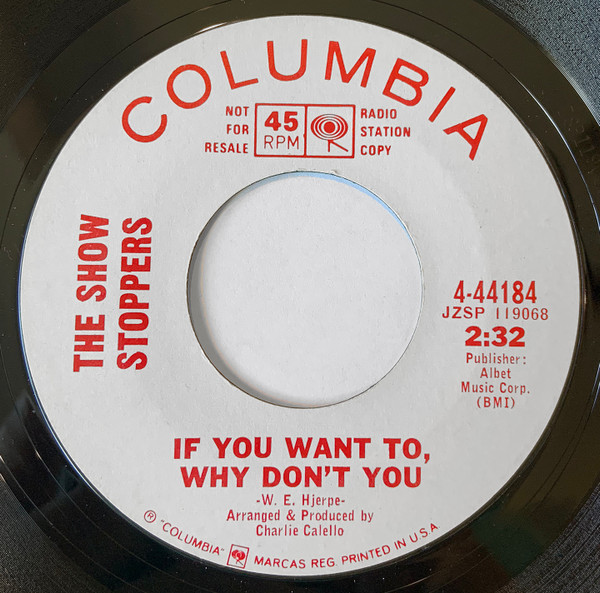 COLUMBIA
NOT
FOR
RESALE
45
RPM
RADIO
STATION
COPY
THE SHOW
STOPPERS
4-44184
JZSP 119068
2:32
Publisher:
Albet
Music Corp.
(BMI)
IF YOU WANT TO,
WHY DON'T YOU
-W. E. Hjerpe-
Arranged & Produced by
Charlie Calello
Ⓡ "COLUMBIA" MARCAS REG. PRINTED IN U.S.A.